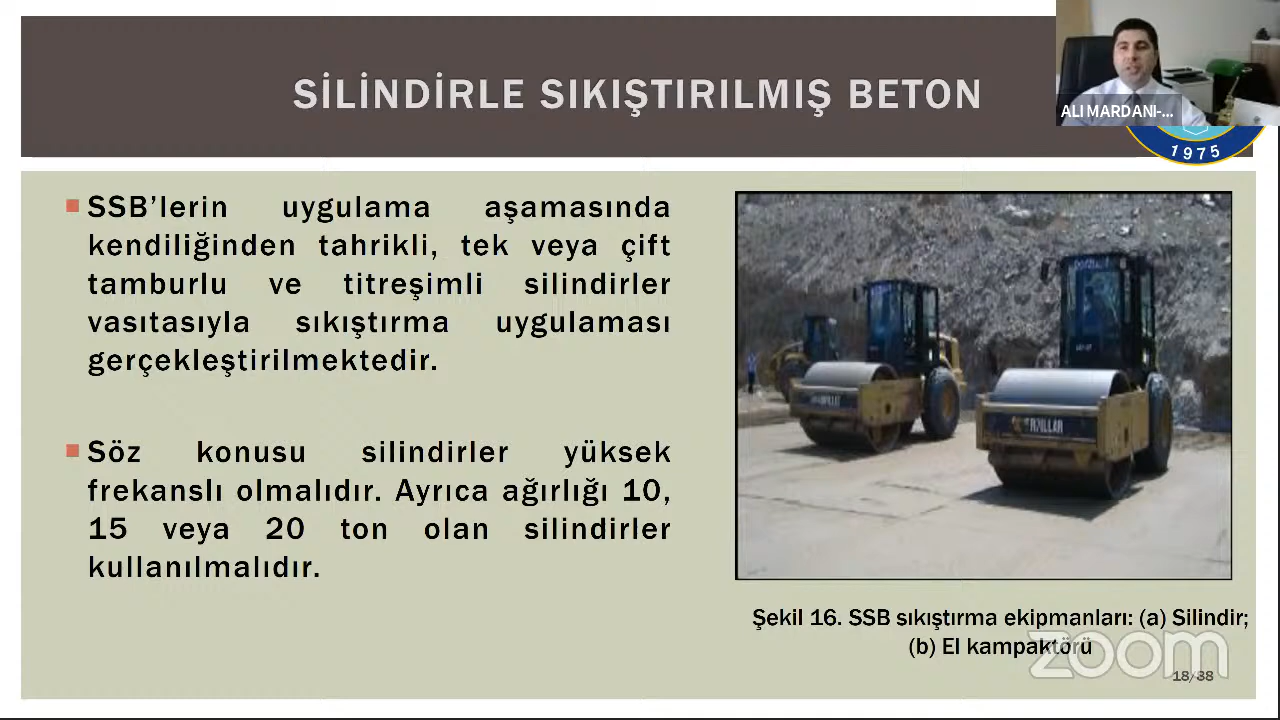 SİLİNDİRLE SIKIŞTIRILMIŞ BETON
ALI MARDANI-...
1975
SSB’lerin uygulama aşamasında
kendiliğinden tahrikli, tek veya çift
tamburlu ve titreşimli silindirler
vasıtasıyla sıkıştırma uygulaması
gerçekleştirilmektedir.
Söz konusu silindirler yüksek
frekanslı olmalıdır. Ayrıca ağırlığı 10,
15 veya 20 ton olan silindirler
kullanılmalıdır.
Şekil 16. SSB sıkıştırma ekipmanları: (a) Silindir;
(b) El kampaktörü
zoom
18/38